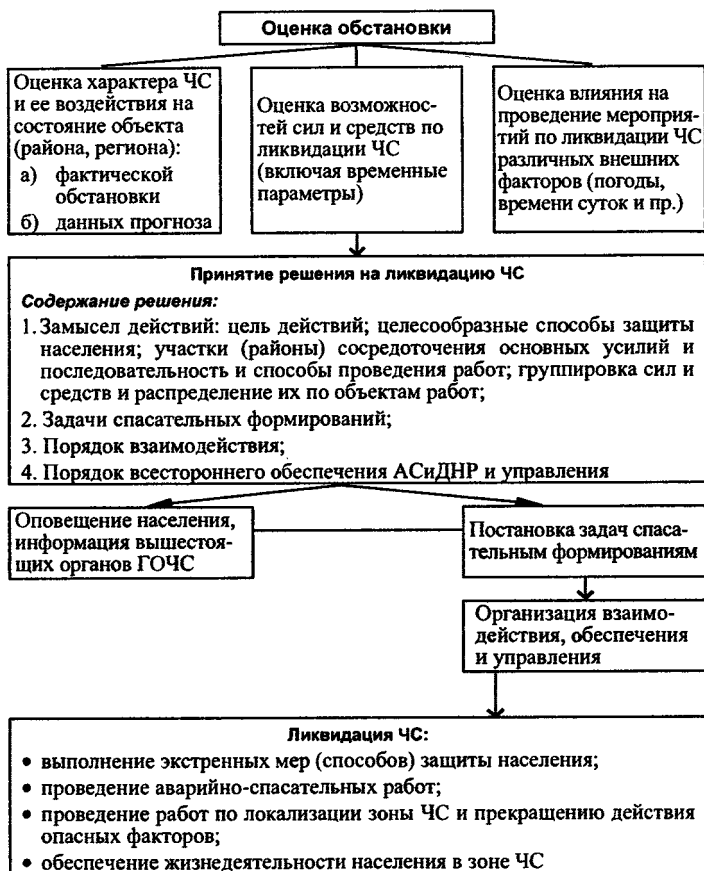 Оценка обстановки
Оценка характера ЧС
и ее воздействия на
состояние объекта
(района, региона):
а) фактической
обстановки
б) данных прогноза
Оценка возможнос-
тей сил и средств по
ликвидации ЧС
(включая временные
параметры)
Оценка влияния на
проведение мероприя-
тий по ликвидации ЧС
различных внешних
факторов (погоды,
времени суток и пр.)
Принятие решения на ликвидацию ЧС
Содержание решения:
1. Замысел действий: цель действий; целесообразные способы защиты
населения; участки (районы) сосредоточения основных усилий и
последовательность и способы проведения работ; группировка сил и
средств и распределение их по объектам работ;
2. Задачи спасательных формирований;
3. Порядок взаимодействия;
4. Порядок всестороннего обеспечения АСиДНР и управления
Оповещение населения,
информация вышестоя-
щих органов ГОЧС
Постановка задач спаса-
тельным формированиям
Организация взаимо-
действия, обеспечения
и управления
Ликвидация ЧС:
• выполнение экстренных мер (способов) защиты населения;
• проведение аварийно-спасательных работ;
• проведение работ по локализации зоны ЧС и прекращению действия
опасных факторов;
• обеспечение жизнедеятельности населения в зоне ЧС